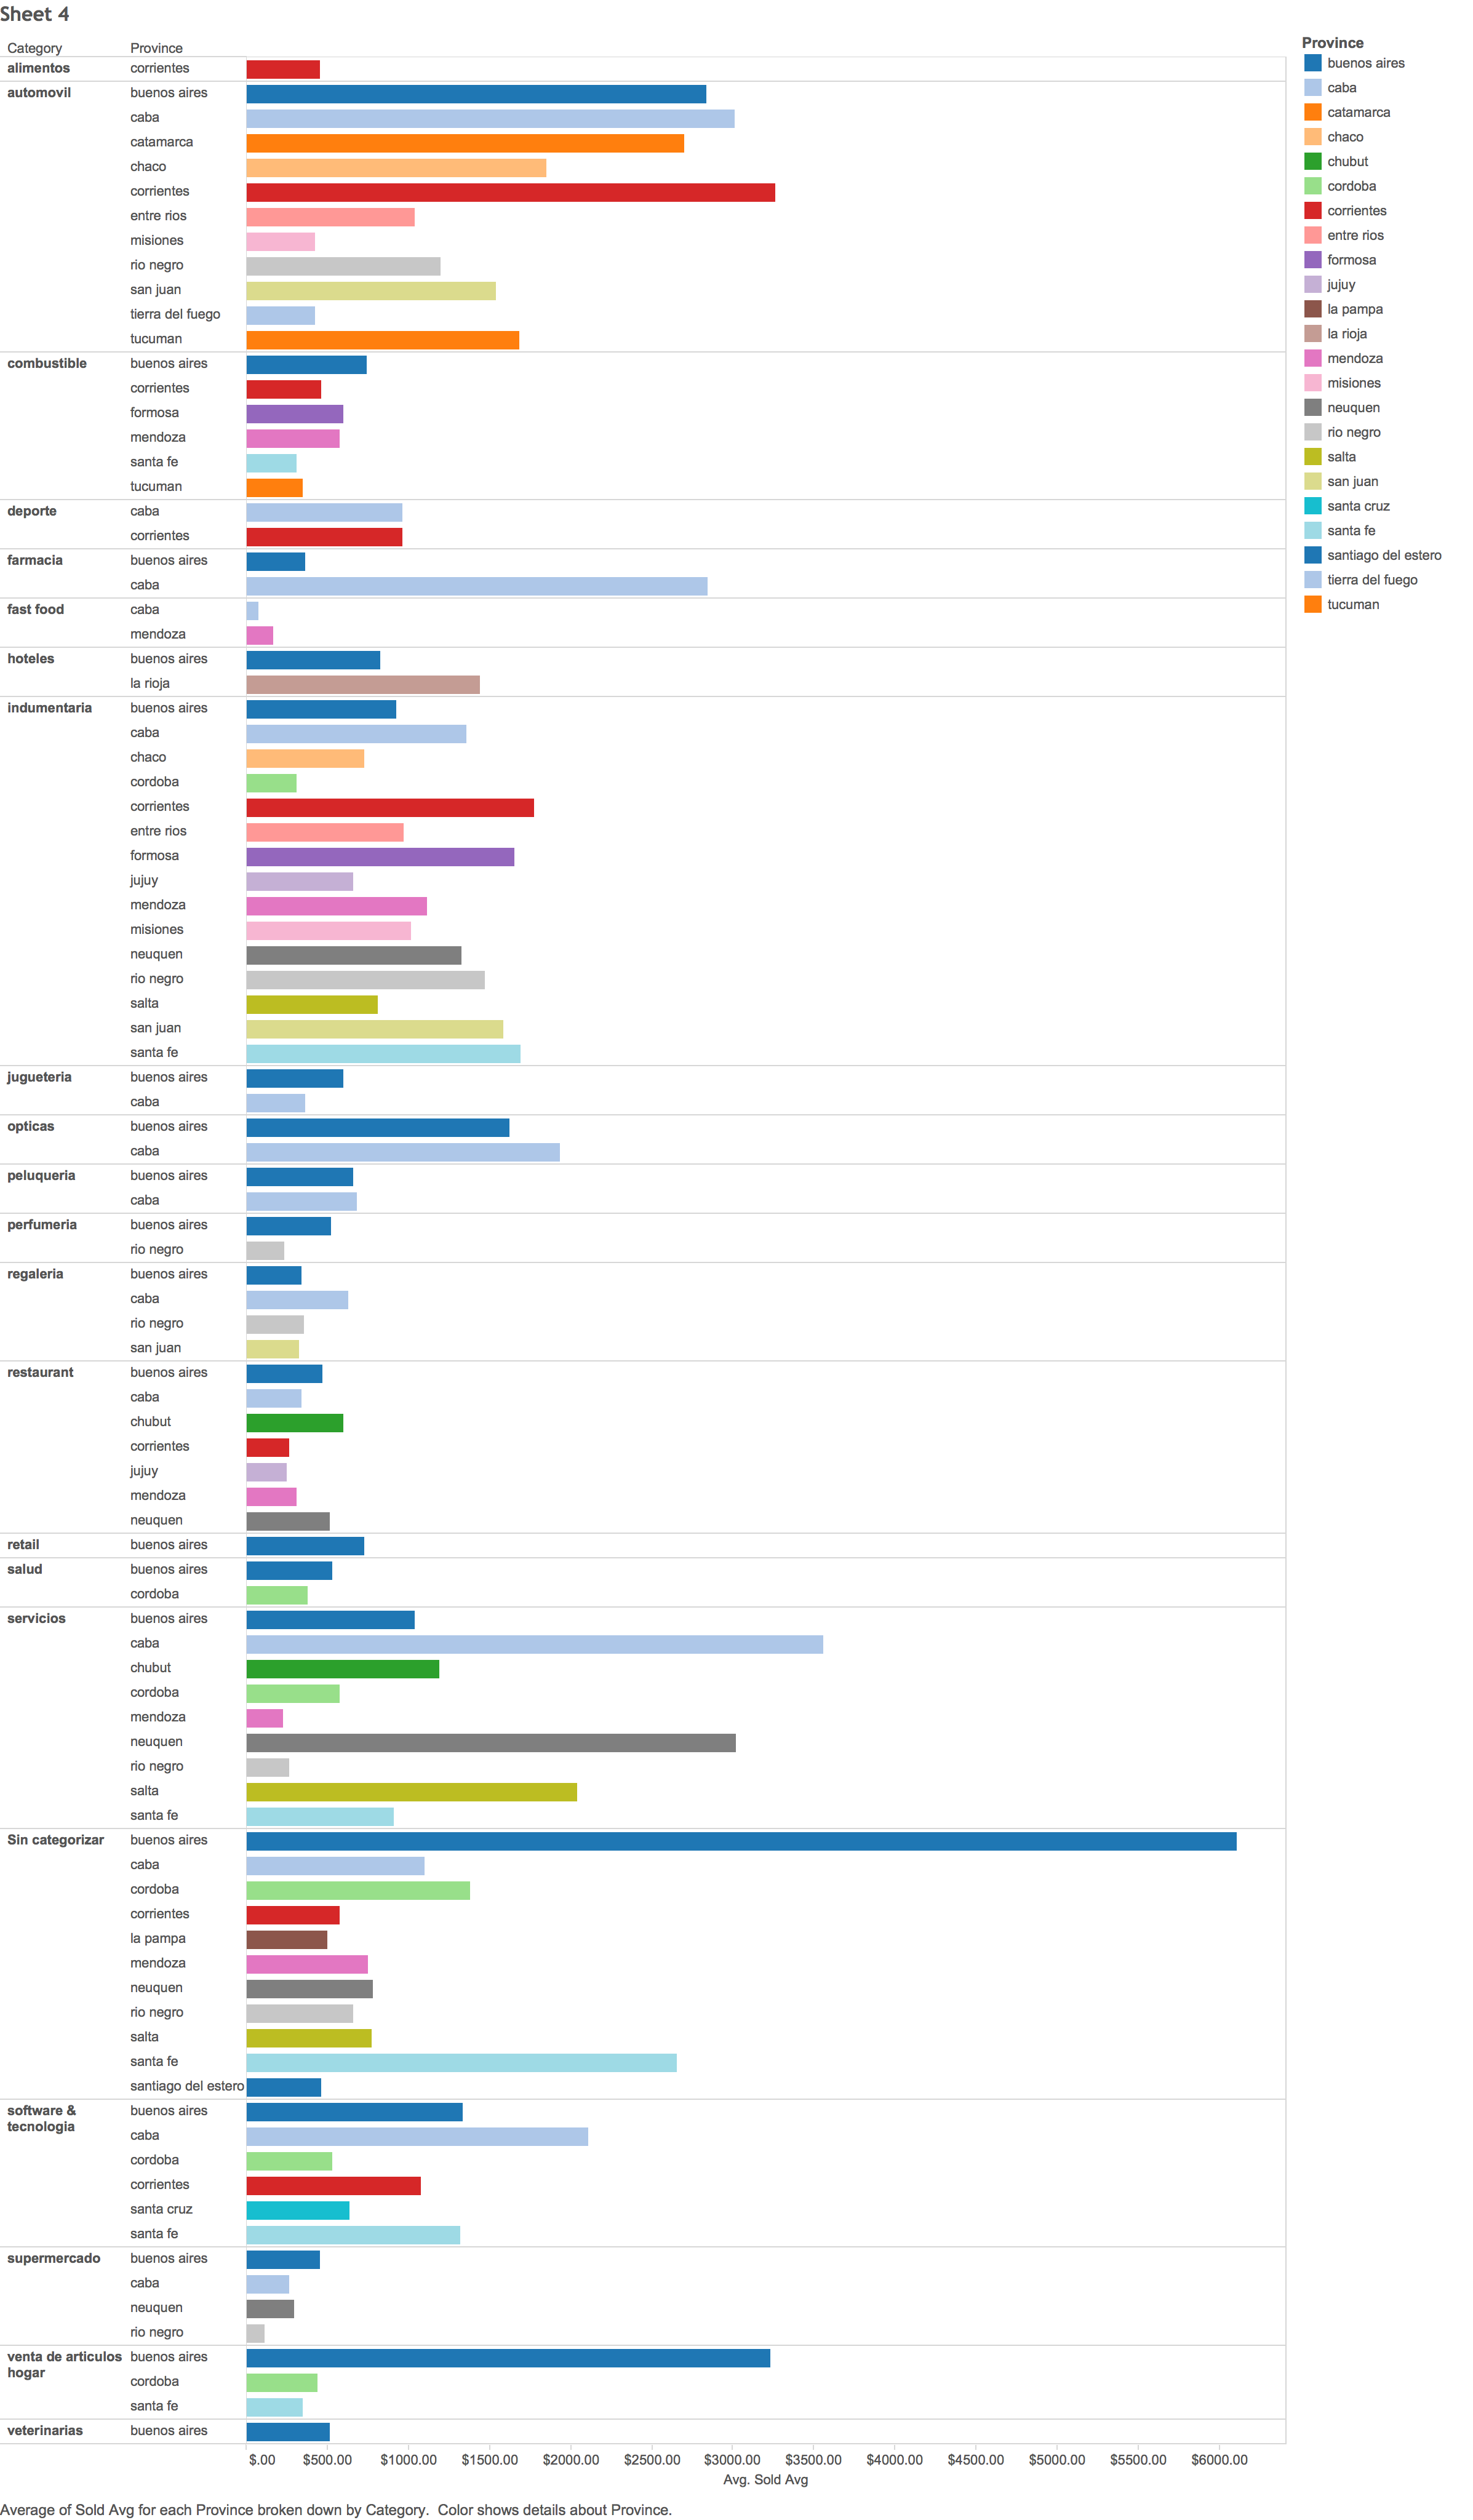 Sheet 4
Category Province
alimentos corrientes
automovil buenos aires
caba
catamarca
chaco
corrientes
entre rios
misiones
rio negro
san juan
tierra del fuego
tucuman
combustible buenos aires
corrientes
formosa
mendoza
santa fe
tucuman
deporte caba
corrientes
farmacia buenos aires
caba
fast food caba
mendoza
hoteles buenos aires
la rioja
indumentaria buenos aires
caba
chaco
cordoba
corrientes
entre rios
formosa
jujuy
mendoza
misiones
neuquen
rio negro
salta
san juan
santa fe
jugueteria buenos aires
caba
opticas buenos aires
caba
peluqueria buenos aires
caba
perfumeria buenos aires
rio negro
regaleria buenos aires
caba
rio negro
san juan
restaurant buenos aires
caba
chubut
corrientes
jujuy
mendoza
neuquen
retail buenos aires
salud buenos aires
cordoba
servicios buenos aires
caba
chubut
cordoba
mendoza
neuquen
rio negro
salta
santa fe
Sin categorizar buenos aires
caba
cordoba
corrientes
la pampa
mendoza
neuquen
rio negro
salta
santa fe
santiago del estero
software & buenos aires
tecnologia
caba
cordoba
corrientes
santa cruz
santa fe
supermercado buenos aires
caba
neuquen
rio negro
venta de articulos buenos aires
hogar
cordoba
santa fe
veterinarias buenos aires
$.00 $500.00 $1000.00 $1500.00 $2000.00 $2500.00 $3000.00 $3500.00 $4000.00 $4500.00 $5000.00 $5500.00 $6000.00
Avg. Sold Avg
Average of Sold Avg for each Province broken down by Category. Color shows details about Province.
Province
buenos aires
caba
catamarca
chaco
chubut
cordoba
corrientes
entre rios
formosa
jujuy
la pampa
la rioja
mendoza
misiones
neuquen
rio negro
salta
san juan
santa cruz
santa fe
santiago del estero
tierra del fuego
tucuman